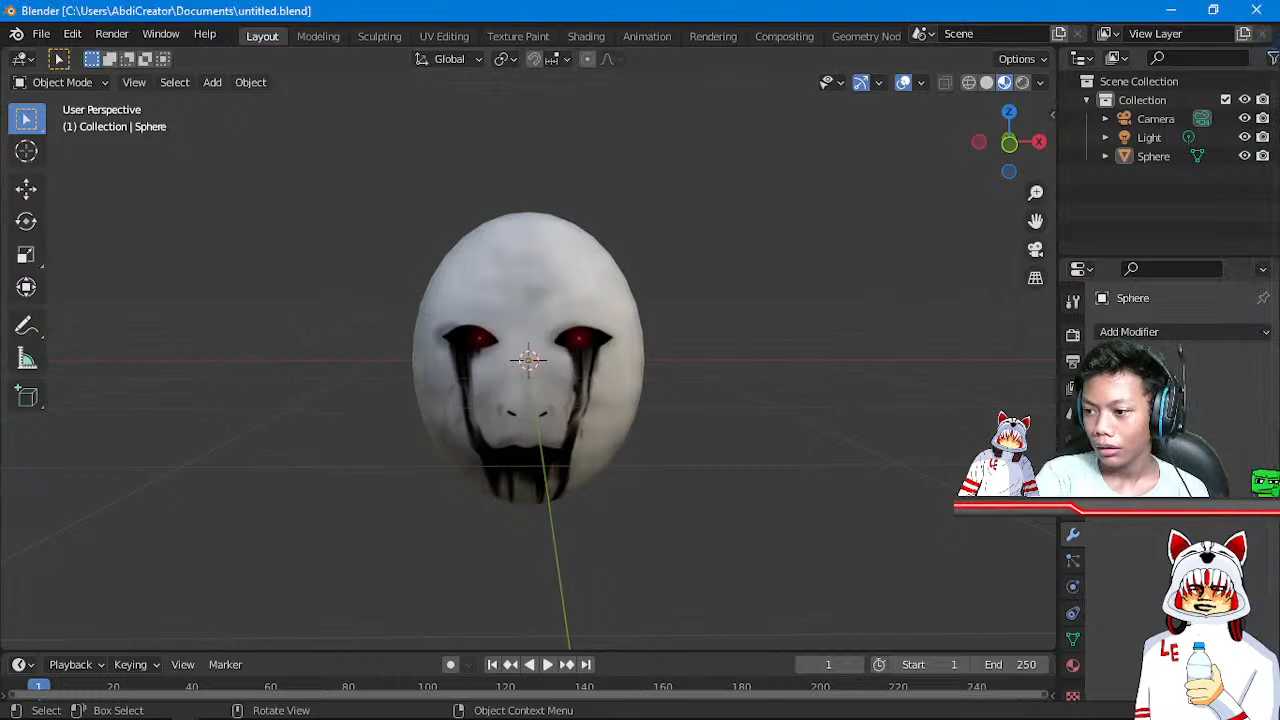 Blender [C:\Users\AbdiCreator\Documents\untitled.blend]
File Edit Render Window Help Layout Modeling Sculpting UV Editing Texture Paint Shading Animation Rendering Compositing Geometry Nod Scene View Layer
Global Options
Object Mode View Select Add Object
User Perspective
(1) Collection | Sphere
Z
X
Scene Collection
Collection
Camera
Light
Sphere
Sphere
Add Modifier
LE
LE
Playback Keying View Marker 1 Start 1 End 250
1 20 40 60 80 100 120 140 160 180 200 220 240
Select Box Select Rotate View Object Context Menu